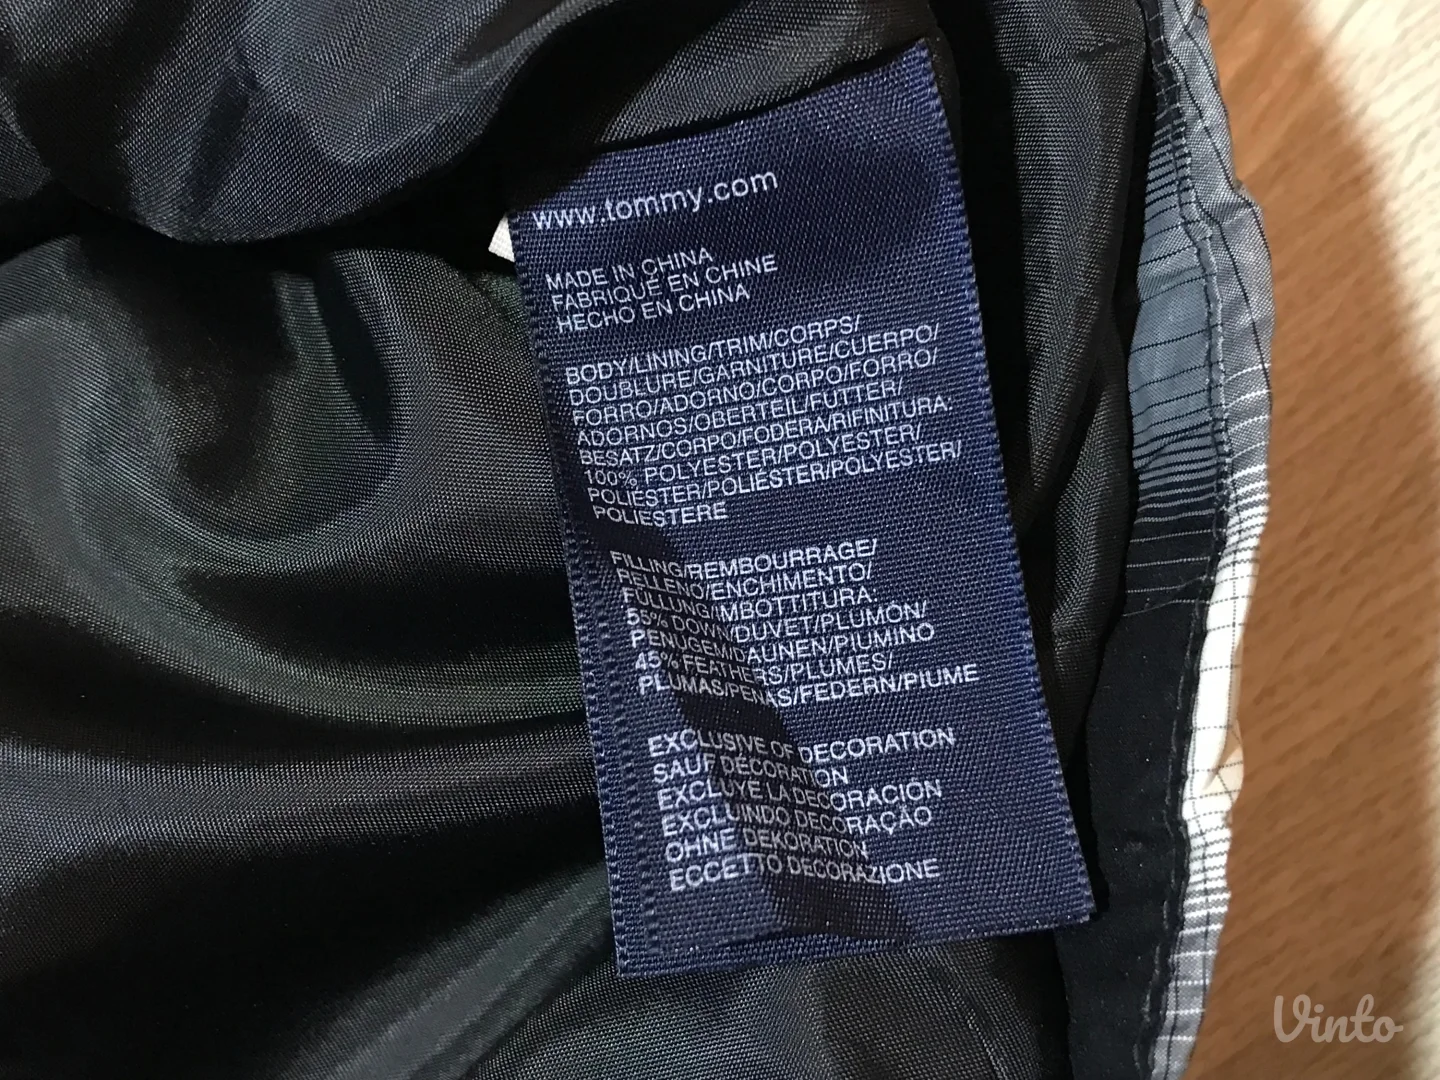 www.tommy.com
MADE IN CHINA
FABRIQUE EN CHINE
HECHO EN CHINA
BODY/LINING/TRIM/CORPS/
DOUBLURE/GARNITURE/CUERPO/
FORRO/ADORNO/CORPO/FORRO/
ADORNOS/OBERTEIL/FUTTER/
BESATZ/CORPO/FODERA/RIFINITURA:
100% POLYESTER/POLYESTER/
POLIÉSTER/POLIÉSTER/POLYESTER/
POLIESTERE
FILLING/REMBOURRAGE/
RELLENO/ENCHIMENTO/
FÜLLUNG/IMBOTTITURA:
55% DOWN/DUVET/PLUMÓN/
PENUGEM/DAUNEN/PIUMINO
45% FEATHERS/PLUMES/
PLUMAS/PENAS/FEDERN/PIUME
EXCLUSIVE OF DECORATION
SAUF DÉCORATION
EXCLUYE LA DECORACIÓN
EXCLUINDO DECORAÇÃO
OHNE DEKORATION
ECCETTO DECORAZIONE
Vinto